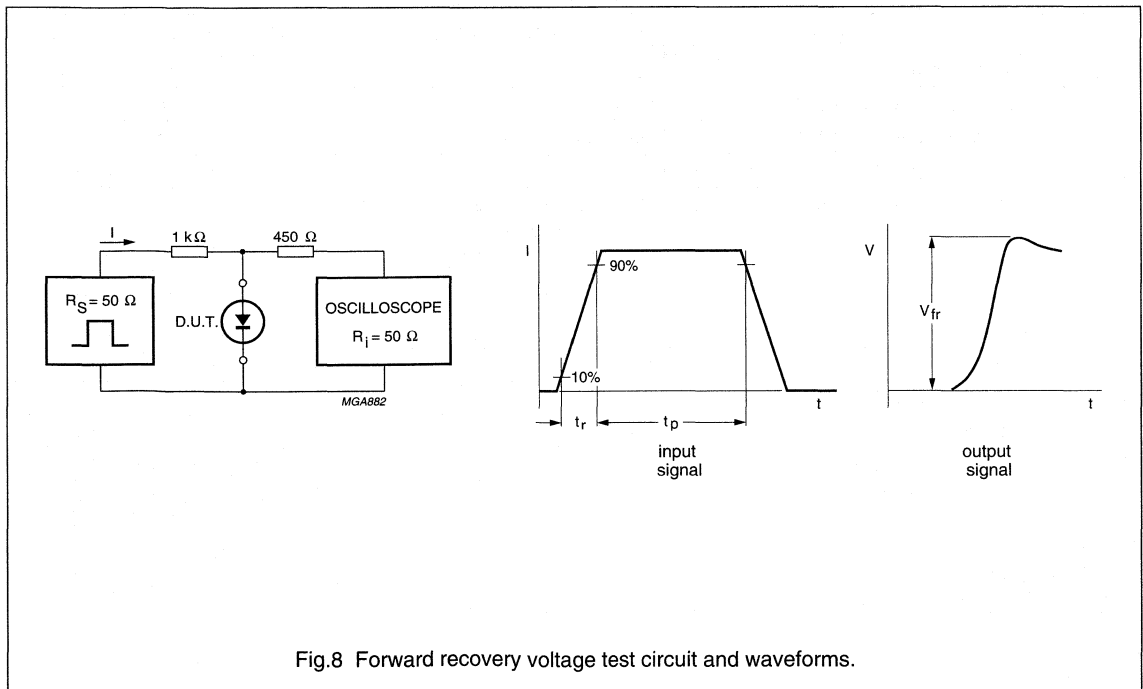 I
1 kΩ
450 Ω
R_S = 50 Ω
D.U.T.
OSCILLOSCOPE
R_i = 50 Ω
MGA882
I
90%
10%
t
t_r
t_p
input
signal
V
V_fr
t
output
signal
Fig.8 Forward recovery voltage test circuit and waveforms.